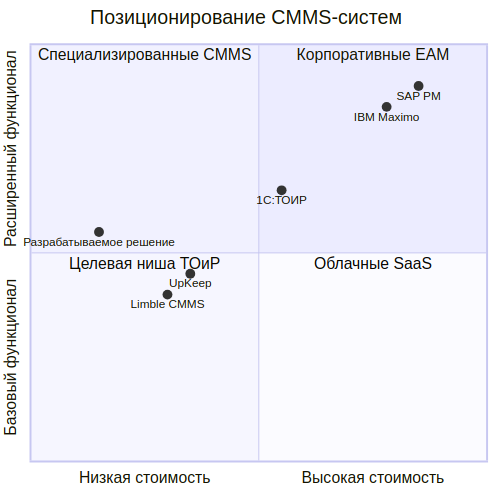 Позиционирование CMMS-систем
Специализированные CMMS
Корпоративные EAM
SAP PM
IBM Maximo
1С:ТОИР
Разрабатываемое решение
Целевая ниша ТОиР
Облачные SaaS
UpKeep
Limble CMMS
Расширенный функционал
Базовый функционал
Низкая стоимость
Высокая стоимость